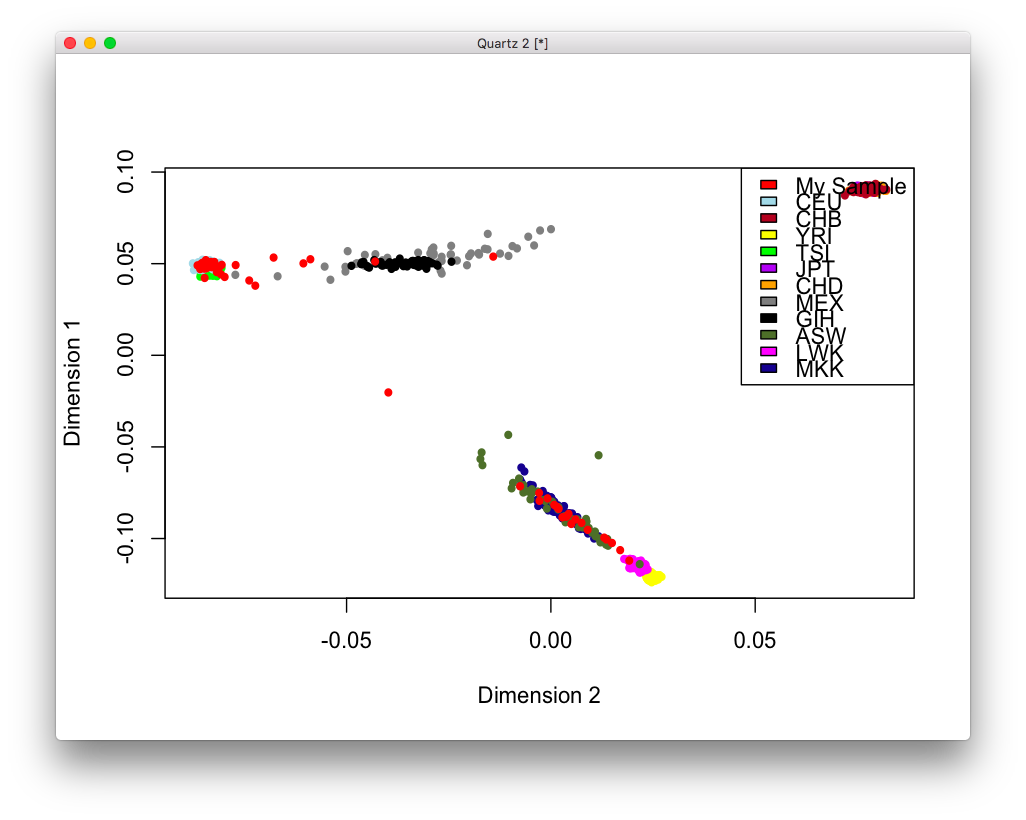 Quartz 2 [*]
0.10
0.05
0.00
-0.05
-0.10
Dimension 1
My Sample
CEU
CHB
YRI
TSI
JPT
CHD
MEX
GIH
ASW
LWK
MKK
-0.05
0.00
0.05
Dimension 2